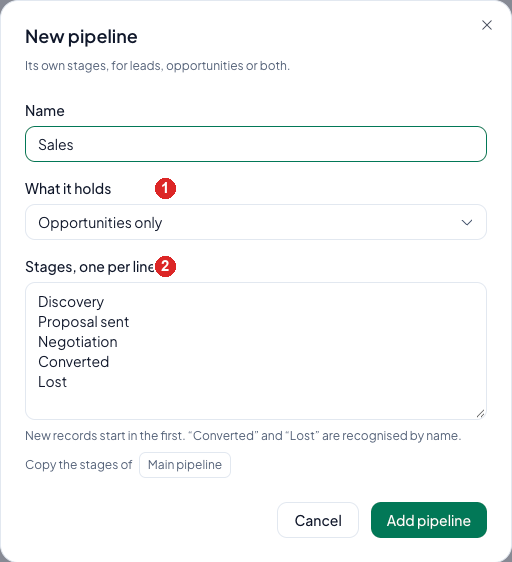 New pipeline
Its own stages, for leads, opportunities or both.
Name
Sales
What it holds 1
Opportunities only
Stages, one per line 2
Discovery
Proposal sent
Negotiation
Converted
Lost
New records start in the first. “Converted” and “Lost” are recognised by name.
Copy the stages of Main pipeline
Cancel Add pipeline